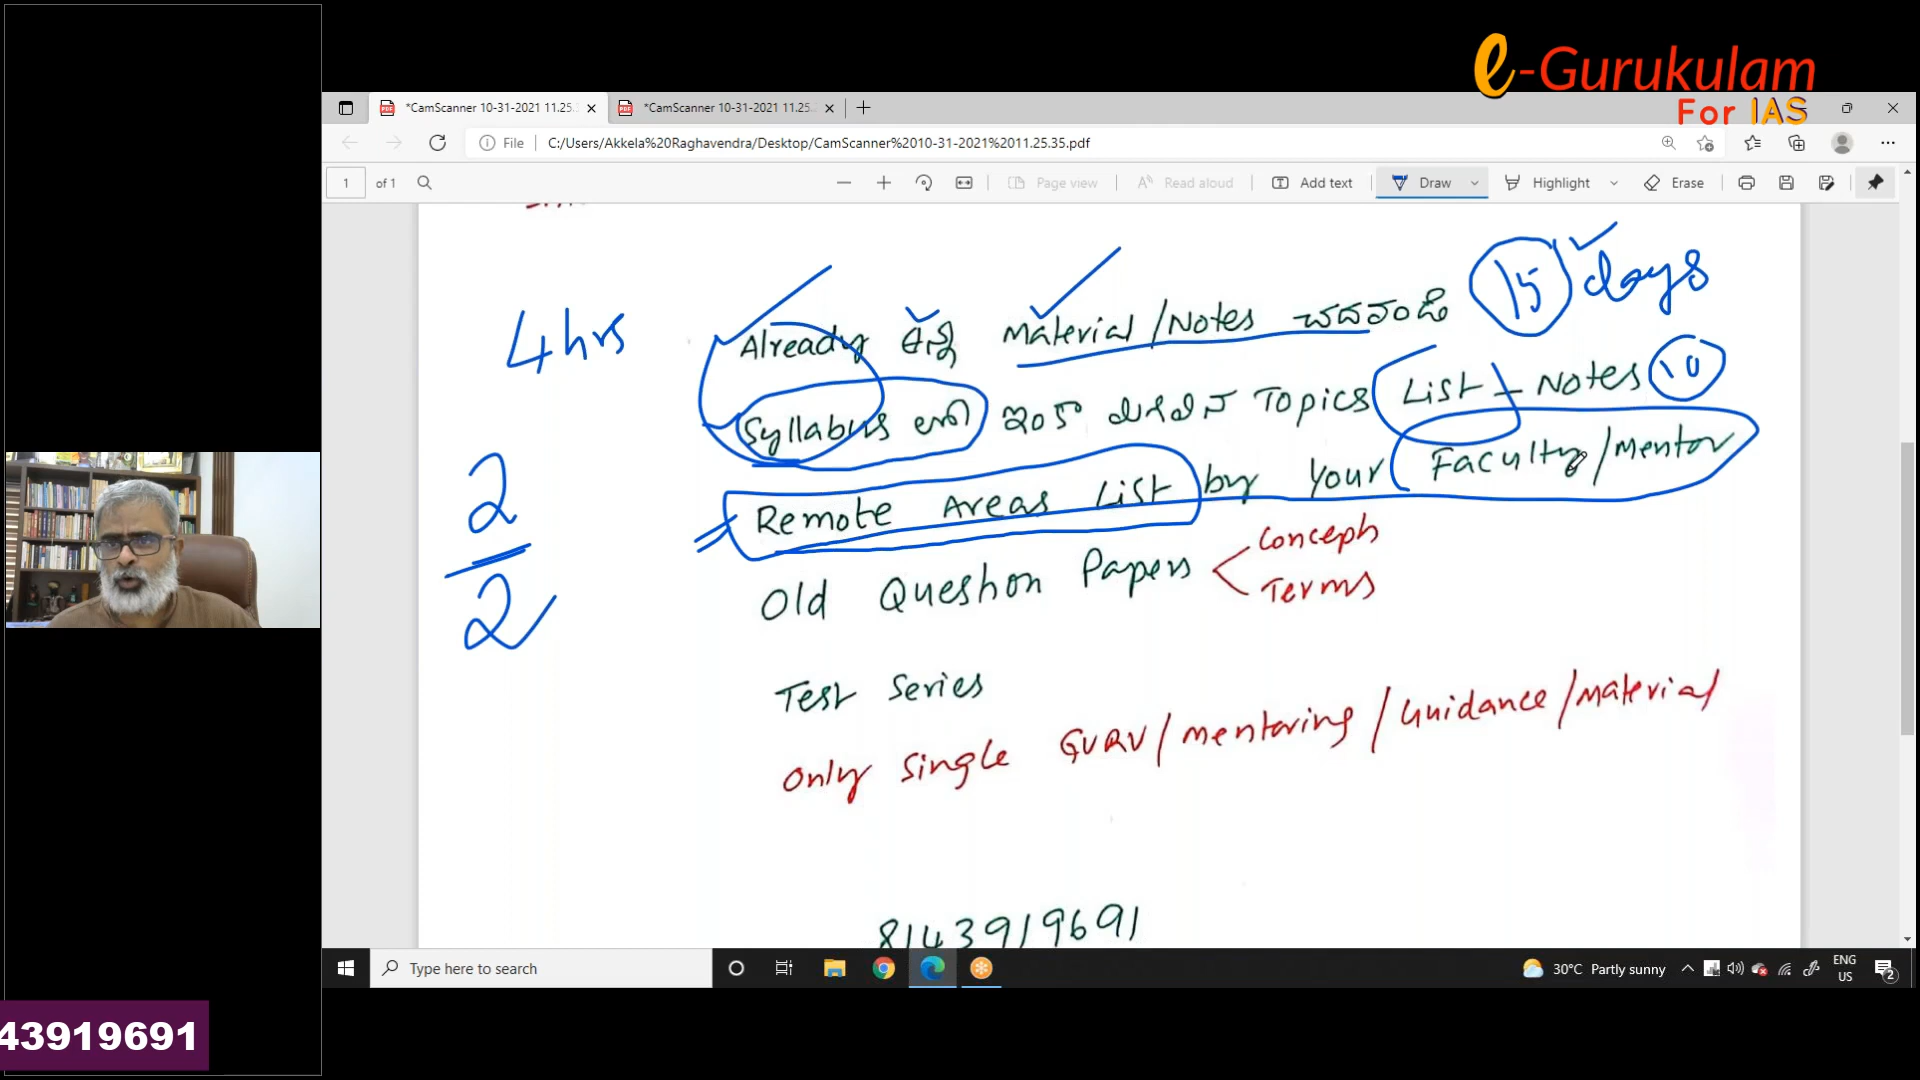 e-Gurukulam
For IAS
*CamScanner 10-31-2021 11.25.
*CamScanner 10-31-2021 11.25.
File
C:/Users/Akkela%20Raghavendra/Desktop/CamScanner%2010-31-2021%2011.25.35.pdf
1 of 1
Page view
Read aloud
Add text
Draw
Highlight
Erase
15 days
4hrs
Already ఉన్న Material/Notes చదవండి
Syllabus లోని ఇంకా మిగిలిన Topics List - Notes 10
Remote Areas List by Your Faculty/Mentor
2
2
Old Question Papers
Concepts
Terms
Test Series
Only Single GURU/mentoring/Guidance/Material
8143919691
Type here to search
30°C Partly sunny
ENG
US
2
43919691